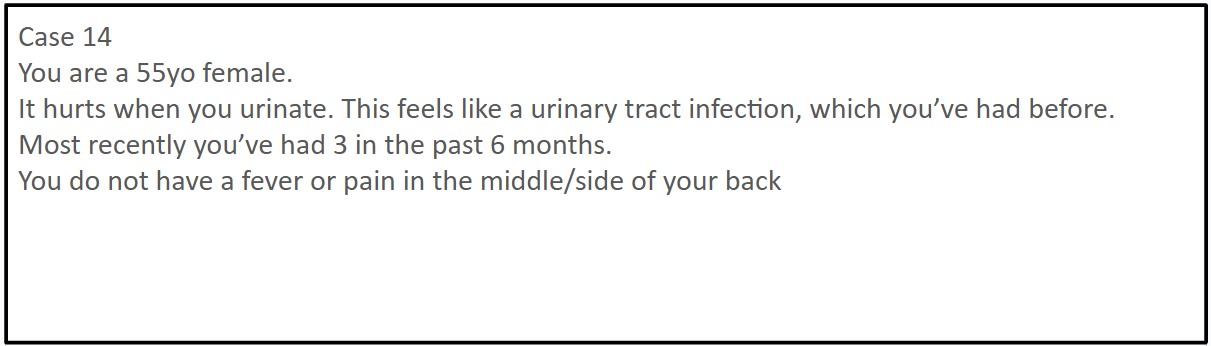 Case 14
You are a 55yo female.
It hurts when you urinate. This feels like a urinary tract infection, which you’ve had before.
Most recently you’ve had 3 in the past 6 months.
You do not have a fever or pain in the middle/side of your back